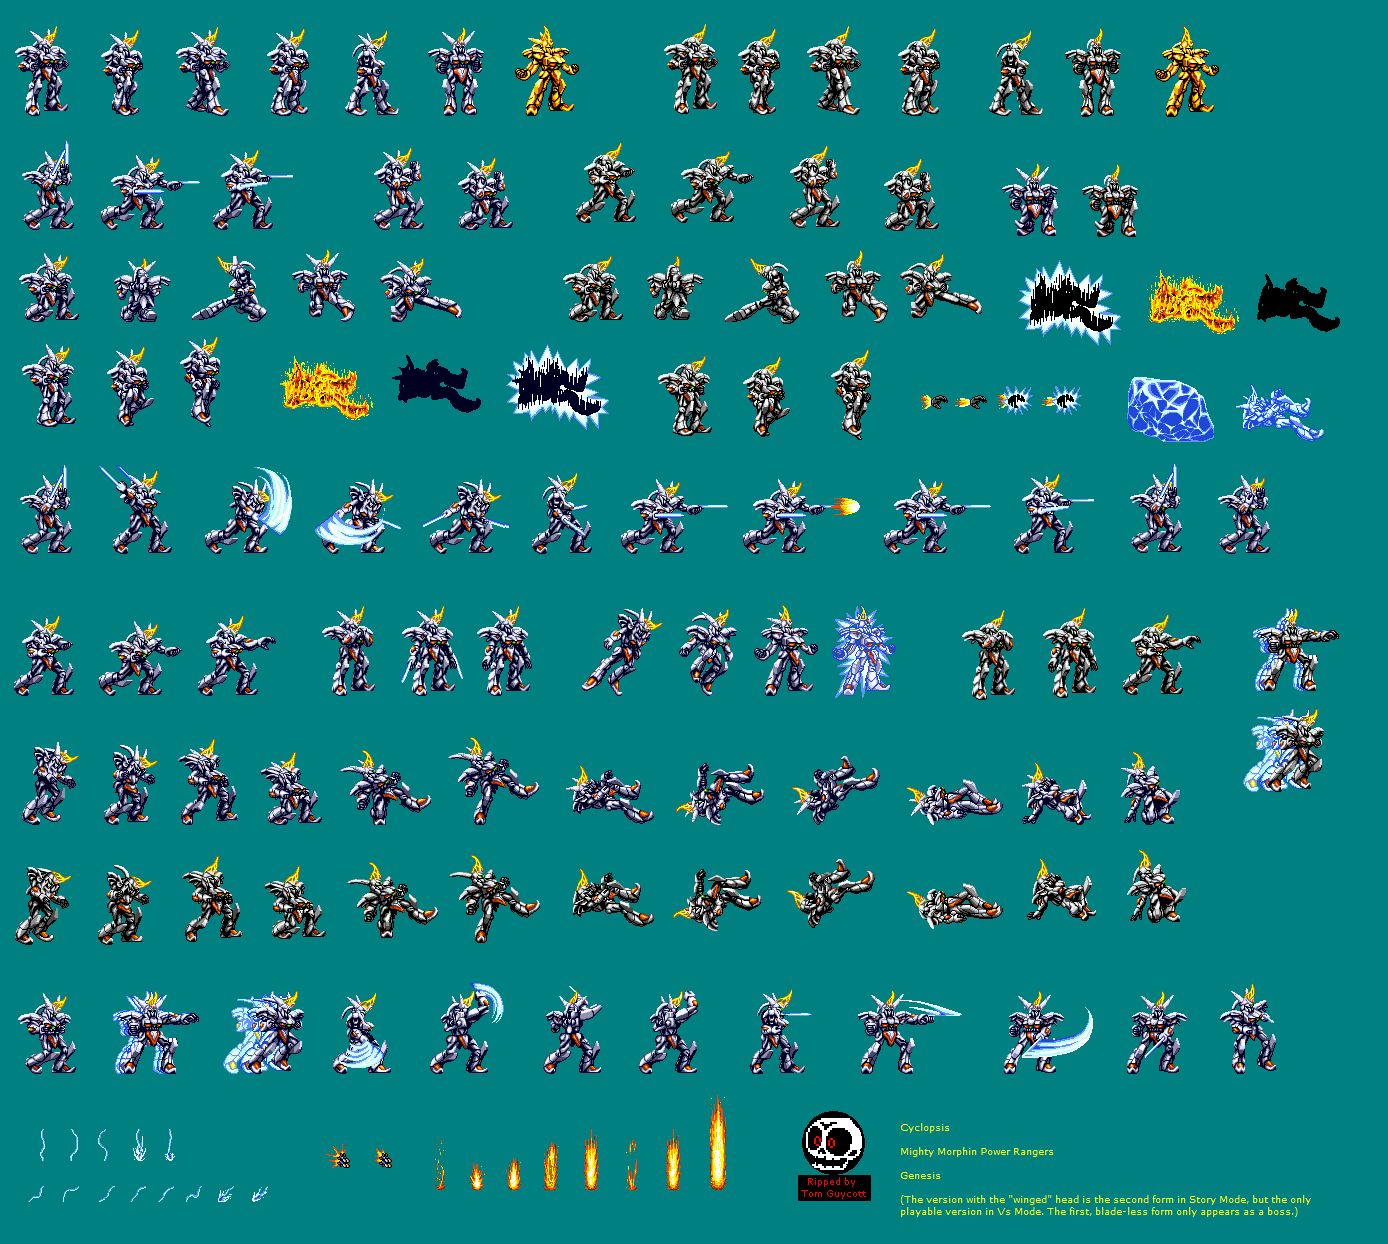 Ripped by
Tom Guycott
Cyclopsis
Mighty Morphin Power Rangers
Genesis
(The version with the "winged" head is the second form in Story Mode, but the only
playable version in Vs Mode. The first, blade-less form only appears as a boss.)